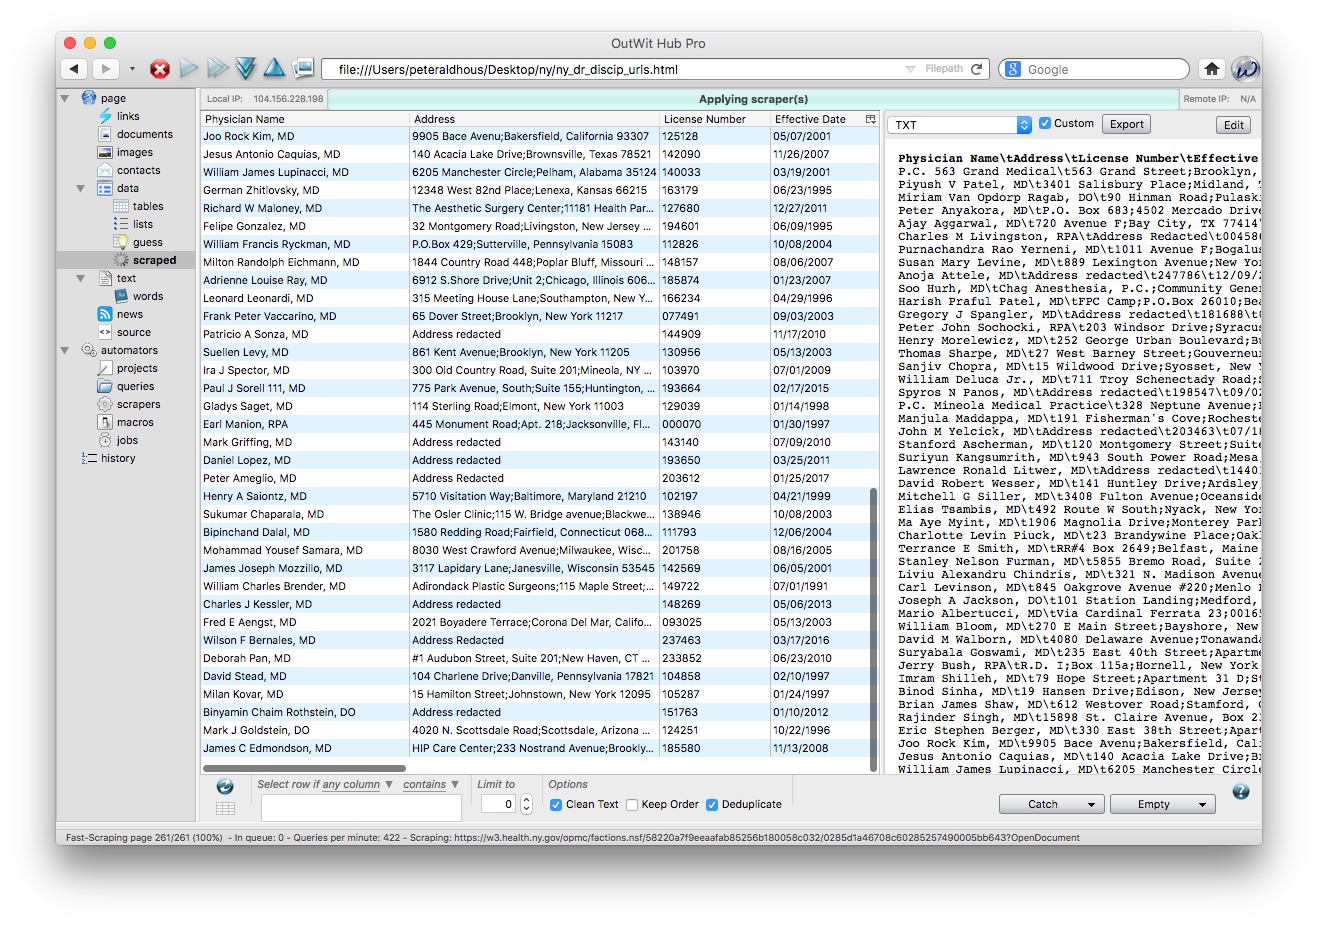 OutWit Hub Pro
file:///Users/peteraldhous/Desktop/ny/ny_dr_discip_urls.html
Filepath
Google
page
links
documents
images
contacts
data
tables
lists
guess
scraped
text
words
news
source
automators
projects
queries
scrapers
macros
jobs
history
Local IP: 104.156.228.198
Applying scraper(s)
Remote IP: N/A
Physician Name Address License Number Effective Date
Joo Rock Kim, MD 9905 Bace Avenu;Bakersfield, California 93307 125128 05/07/2001
Jesus Antonio Caquias, MD 140 Acacia Lake Drive;Brownsville, Texas 78521 142090 11/26/2007
William James Lupinacci, MD 6205 Manchester Circle;Pelham, Alabama 35124 140033 03/19/2001
German Zhitlovsky, MD 12348 West 82nd Place;Lenexa, Kansas 66215 163179 06/23/1995
Richard W Maloney, MD The Aesthetic Surgery Center;11181 Health Par... 127680 12/27/2011
Felipe Gonzalez, MD 32 Montgomery Road;Livingston, New Jersey ... 194601 06/09/1995
William Francis Ryckman, MD P.O.Box 429;Sutterville, Pennsylvania 15083 112826 10/08/2004
Milton Randolph Eichmann, MD 1844 Country Road 448;Poplar Bluff, Missouri ... 148157 08/06/2007
Adrienne Louise Ray, MD 6912 S.Shore Drive;Unit 2;Chicago, Illinois 606... 185874 01/23/2007
Leonard Leonardi, MD 315 Meeting House Lane;Southampton, New Y... 166234 04/29/1996
Frank Peter Vaccarino, MD 65 Dover Street;Brooklyn, New York 11217 077491 09/03/2003
Patricio A Sonza, MD Address redacted 144909 11/17/2010
Suellen Levy, MD 861 Kent Avenue;Brooklyn, New York 11205 130956 05/13/2003
Ira J Spector, MD 300 Old Country Road, Suite 201;Mineola, NY ... 103970 07/01/2009
Paul J Sorell 111, MD 775 Park Avenue, South;Suite 155;Huntington, ... 193664 02/17/2015
Gladys Saget, MD 114 Sterling Road;Elmont, New York 11003 129039 01/14/1998
Earl Manion, RPA 445 Monument Road;Apt. 218;Jacksonville, Fl... 000070 01/30/1997
Mark Griffing, MD Address redacted 143140 07/09/2010
Daniel Lopez, MD Address redacted 193650 03/25/2011
Peter Ameglio, MD Address Redacted 203612 01/25/2017
Henry A Saiontz, MD 5710 Visitation Way;Baltimore, Maryland 21210 102197 04/21/1999
Sukumar Chaparala, MD The Osler Clinic;115 W. Bridge avenue;Blackwe... 138946 10/08/2003
Bipinchand Dalal, MD 1580 Redding Road;Fairfield, Connecticut 068... 111793 12/06/2004
Mohammad Yousef Samara, MD 8030 West Crawford Avenue;Milwaukee, Wisc... 201758 08/16/2005
James Joseph Mozzillo, MD 3117 Lapidary Lane;Janesville, Wisconsin 53545 142569 06/05/2001
William Charles Brender, MD Adirondack Plastic Surgeons;115 Maple Street;... 149722 07/01/1991
Charles J Kessler, MD Address redacted 148269 05/06/2013
Fred E Aengst, MD 2021 Boyadere Terrace;Corona Del Mar, Califo... 093025 05/13/2003
Wilson F Bernales, MD Address Redacted 237463 03/17/2016
Deborah Pan, MD #1 Audubon Street, Suite 201;New Haven, CT ... 233852 06/23/2010
David Stead, MD 104 Charlene Drive;Danville, Pennsylvania 17821 104858 02/10/1997
Milan Kovar, MD 15 Hamilton Street;Johnstown, New York 12095 105287 01/24/1997
Binyamin Chaim Rothstein, DO Address redacted 151763 01/10/2012
Mark J Goldstein, DO 4020 N. Scottsdale Road;Scottsdale, Arizona ... 124251 10/22/1996
James C Edmondson, MD HIP Care Center;233 Nostrand Avenue;Brookly... 185580 11/13/2008
TXT
Custom
Export
Edit
Physician Name\tAddress\tLicense Number\tEffective
P.C. 563 Grand Medical\t563 Grand Street;Brooklyn,
Piyush V Patel, MD\t3401 Salisbury Place;Midland,
Miriam Van Opdorp Ragab, DO\t90 Hinman Road;Pulaski
Peter Anyakora, MD\tP.O. Box 683;4502 Mercado Drive
Ajay Aggarwal, MD\t720 Avenue F;Bay City, TX 77414
Charles M Livingston, RPA\tAddress Redacted\t00458
Purnachandra Rao Yerneni, MD\t1011 Avenue F;Bogalus
Susan Mary Levine, MD\t889 Lexington Avenue;New Yo
Anoja Attele, MD\tAddress redacted\t247786\t12/09/
Soo Hurh, MD\tChag Anesthesia, P.C.;Community Gene
Harish Praful Patel, MD\tFPC Camp;P.O.Box 26010;Bea
Gregory J Spangler, MD\tAddress redacted\t181688\t0
Peter John Sochocki, RPA\t203 Windsor Drive;Syracus
Henry Morelewicz, MD\t252 George Urban Boulevard;Bu
Thomas Sharpe, MD\t27 West Barney Street;Gouverneu
Sanjiv Chopra, MD\t15 Wildwood Drive;Syosset, New
William Deluca Jr., MD\t711 Troy Schenectady Road;S
Spyros N Panos, MD\tAddress redacted\t198547\t09/0
P.C. Mineola Medical Practice\t328 Neptune Avenue;
Manjula Maddappa, MD\t191 Fisherman's Cove;Rochest
John M Yelcick, MD\tAddress redacted\t203463\t07/1
Stanford Ascherman, MD\t120 Montgomery Street;Suite
Suriyun Kangsumrith, MD\t943 South Power Road;Mesa
Lawrence Ronald Litwer, MD\tAddress redacted\t1440
David Robert Wesser, MD\t141 Huntley Drive;Ardsley
Mitchell G Siller, MD\t3408 Fulton Avenue;Oceansid
Elias Tsambis, MD\t492 Route W South;Nyack, New Yo
Ma Aye Myint, MD\t1906 Magnolia Drive;Monterey Par
Charlotte Levin Piuck, MD\t23 Brandywine Place;Oak
Terrance E Smith, MD\tRR#4 Box 2649;Belfast, Maine
Stanley Nelson Furman, MD\t5855 Bremo Road, Suite
Liviu Alexandru Chindris, MD\t321 N. Madison Avenue
Carl Levinson, MD\t845 Oakgrove Avenue #220;Menlo
Joseph A Jackson, DO\t101 Station Landing;Medford,
Mario Albertucci, MD\tVia Cardinal Ferrata 23;0016
William Bloom, MD\t270 E Main Street;Bayshore, New
David M Walborn, MD\t4080 Delaware Avenue;Tonawand
Suryabala Goswami, MD\t235 East 40th Street;Apartme
Jerry Bush, RPA\tR.D. I;Box 115a;Hornell, New York
Imram Shilleh, MD\t79 Hope Street;Apartment 31 D;S
Binod Sinha, MD\t19 Hansen Drive;Edison, New Jersey
Brian James Shaw, MD\t612 Westover Road;Stamford,
Rajinder Singh, MD\t15898 St. Claire Avenue, Box 2
Eric Stephen Berger, MD\t330 East 38th Street;Apart
Joo Rock Kim, MD\t9905 Bace Avenu;Bakersfield, Cal
Jesus Antonio Caquias, MD\t140 Acacia Lake Drive;B
William James Lupinacci, MD\t6205 Manchester Circle
Select row if any column contains Limit to Options
0 Clean Text Keep Order Deduplicate
Catch
Empty
Fast-Scraping page 261/261 (100%) - In queue: 0 - Queries per minute: 422 - Scraping: https://w3.health.ny.gov/opmc/factions.nsf/58220a7f9eeaafab85256b180058c032/0285d1a46708c60285257490005bb643?OpenDocument